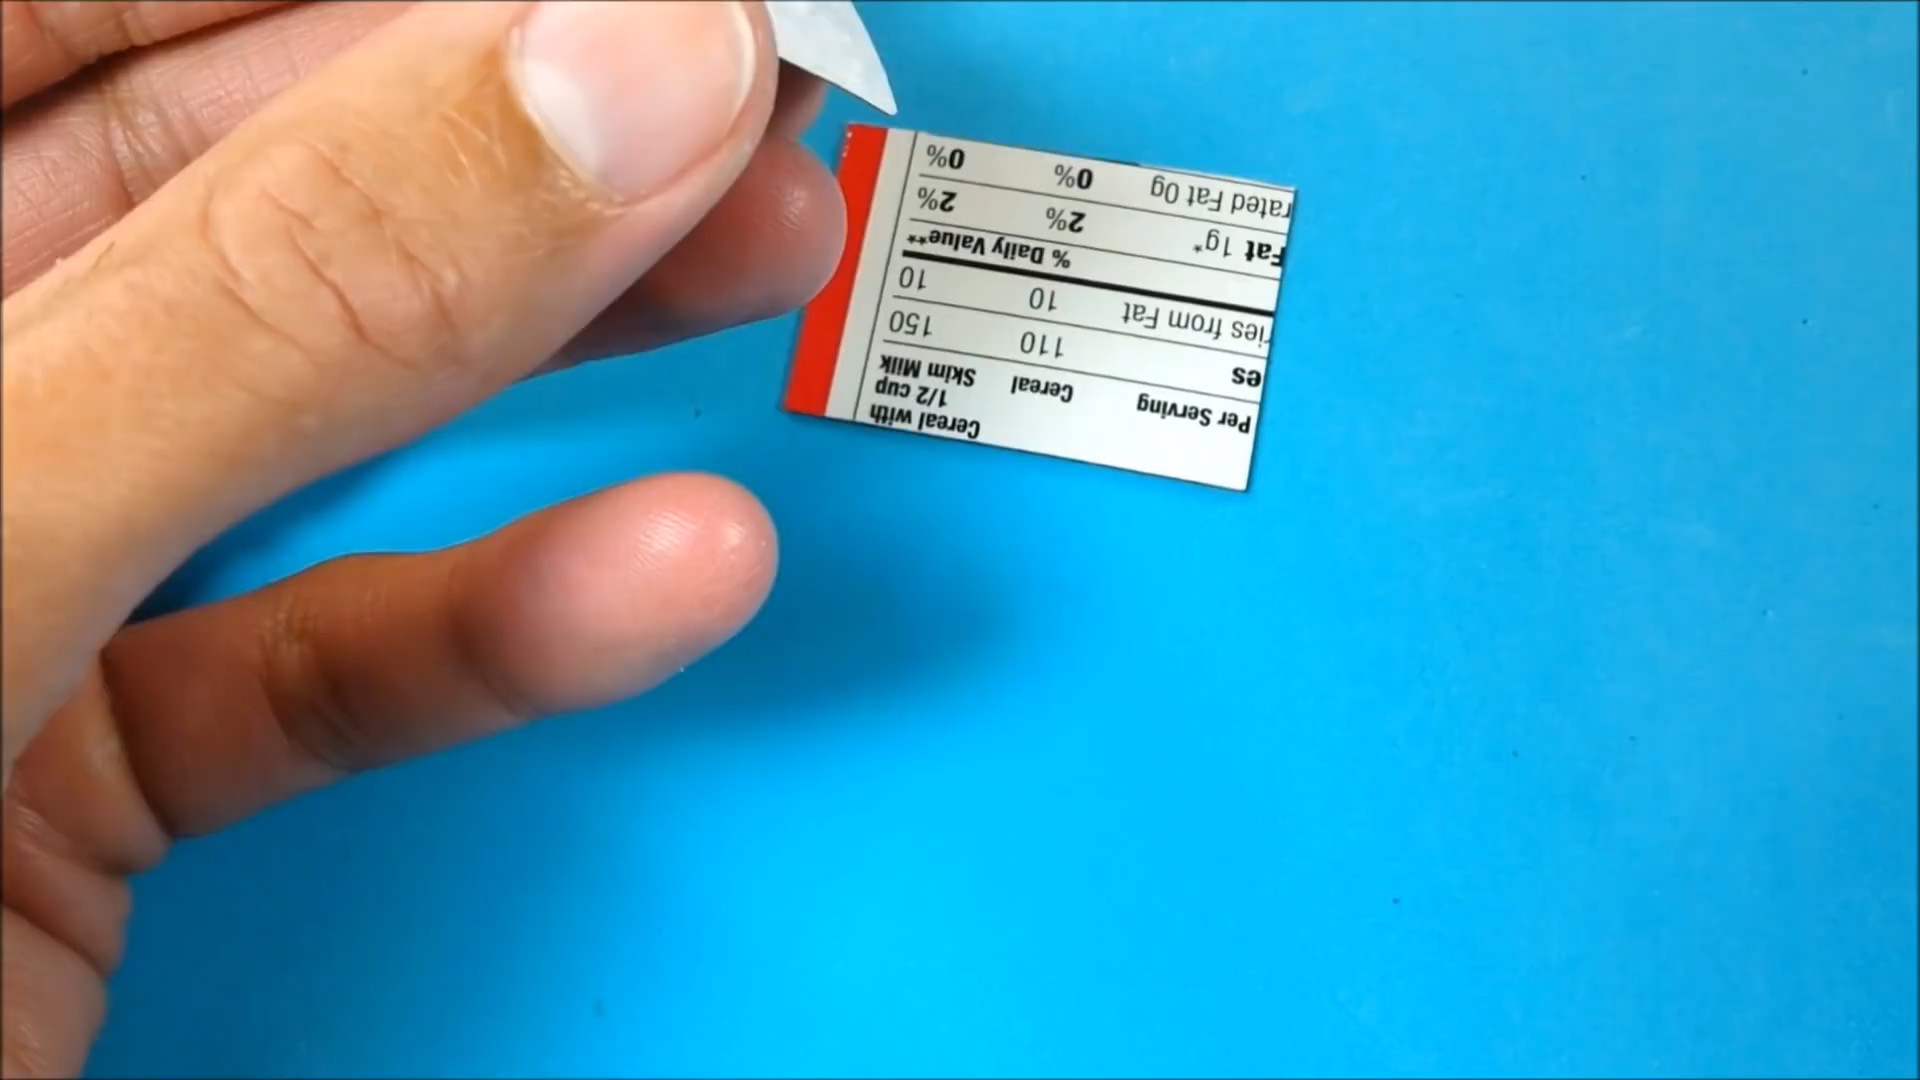 Cereal with
1/2 cup
Per Serving Cereal Skim Milk
es 110 150
ies from Fat 10 10
% Daily Value**
Fat 1g* 2% 2%
rated Fat 0g 0% 0%